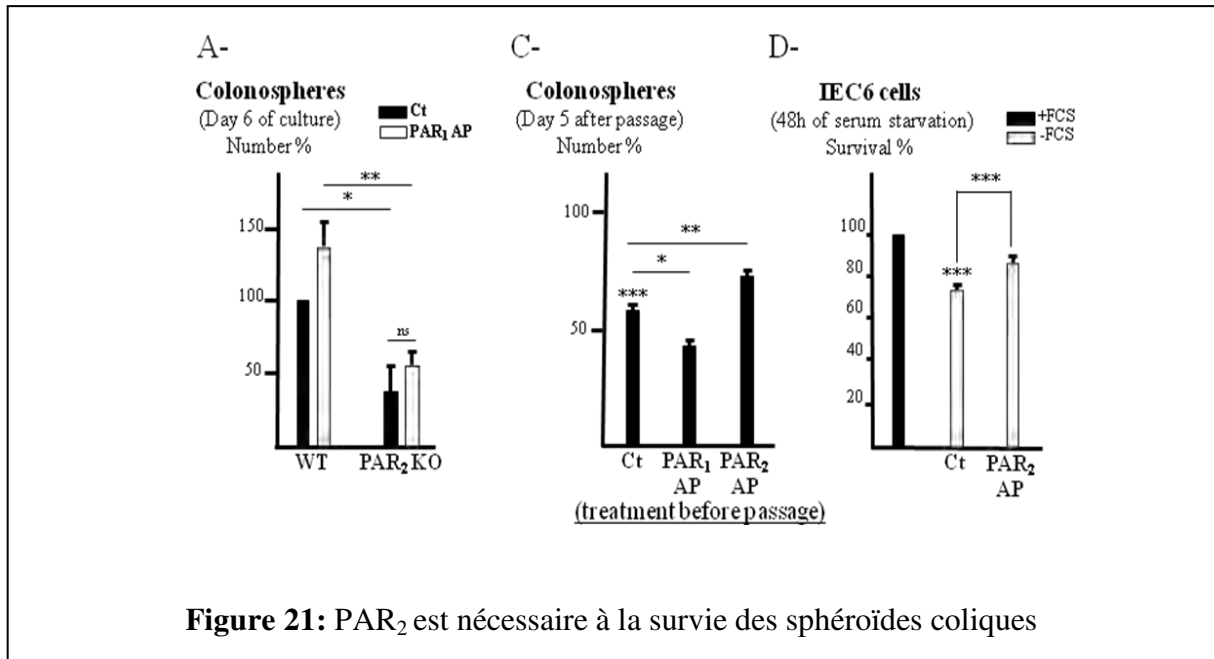 A-
Colonospheres
(Day 6 of culture)
Number %
Ct
PAR₁ AP
**
*
150
100
50
ns
WT PAR₂ KO
C-
Colonospheres
(Day 5 after passage)
Number %
100
50
**
*
***
Ct PAR₁ AP PAR₂ AP
(treatment before passage)
D-
IEC6 cells
(48h of serum starvation)
Survival %
+FCS
-FCS
***
***
100
80
60
40
20
Ct PAR₂ AP
Figure 21: PAR₂ est nécessaire à la survie des sphéroïdes coliques